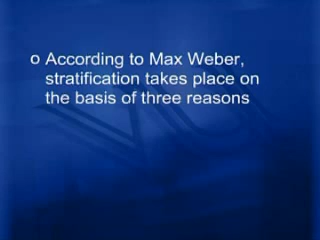 o According to Max Weber,
stratification takes place on
the basis of three reasons